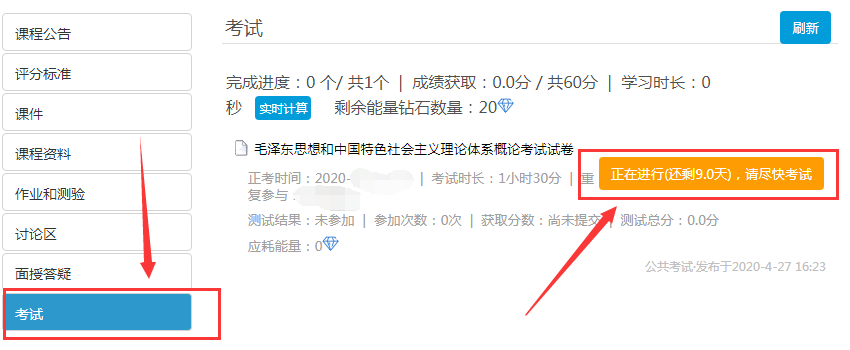 课程公告
评分标准
课件
课程资料
作业和测验
讨论区
面授答疑
考试
考试
刷新
完成进度：0 个/ 共1个 | 成绩获取：0.0分 / 共60分 | 学习时长：0
秒 实时计算 剩余能量钻石数量：20
毛泽东思想和中国特色社会主义理论体系概论考试试卷
正考时间：2020- | 考试时长：1小时30分 | 重
复参与：
正在进行(还剩9.0天)，请尽快考试
测试结果：未参加 | 参加次数：0次 | 获取分数：尚未提交 | 测试总分：0.0分
应耗能量：0
公共考试·发布于2020-4-27 16:23